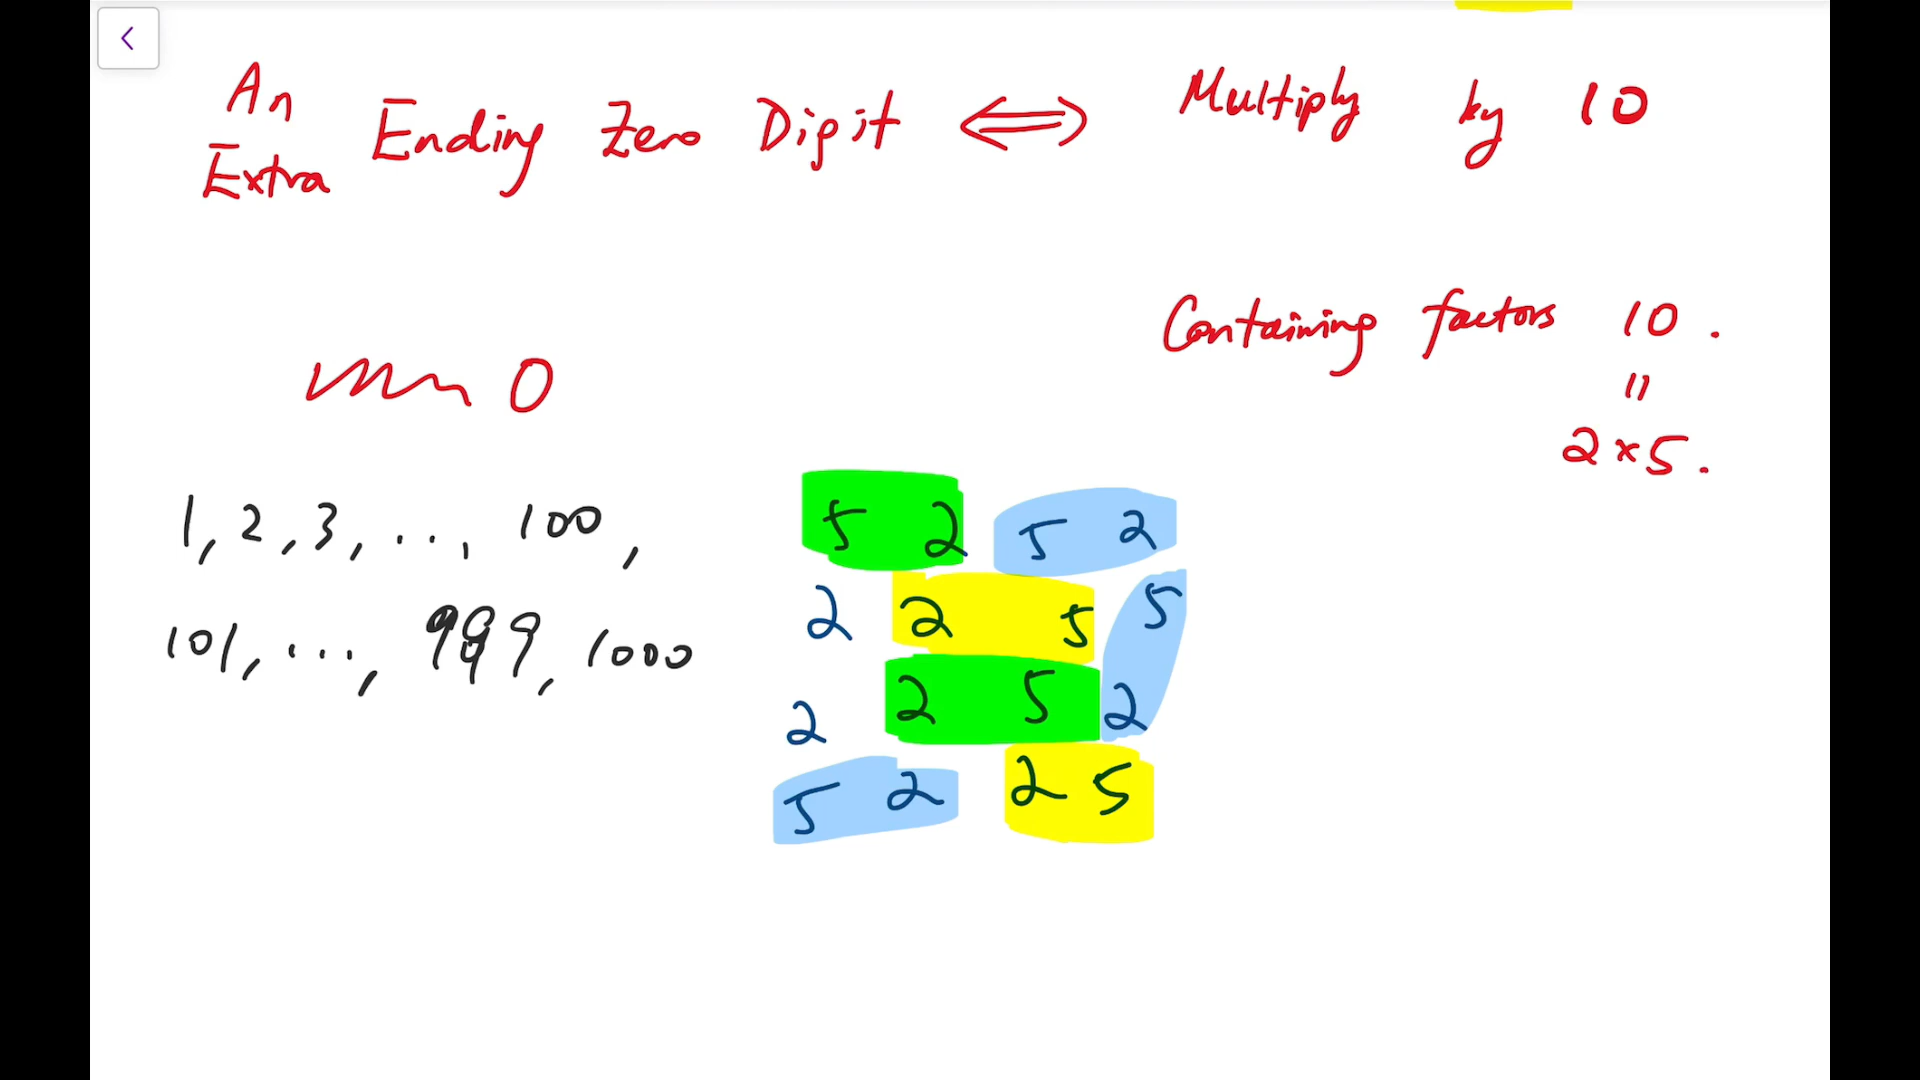 An Extra Ending Zero Digit ⟺ Multiply by 10
Containing factors 10.
=
2×5.
0
1, 2, 3, ..., 100,
101, ..., 999, 1000
5 2 5 2
2 2 5 5
2 2 5 2
5 2 2 5